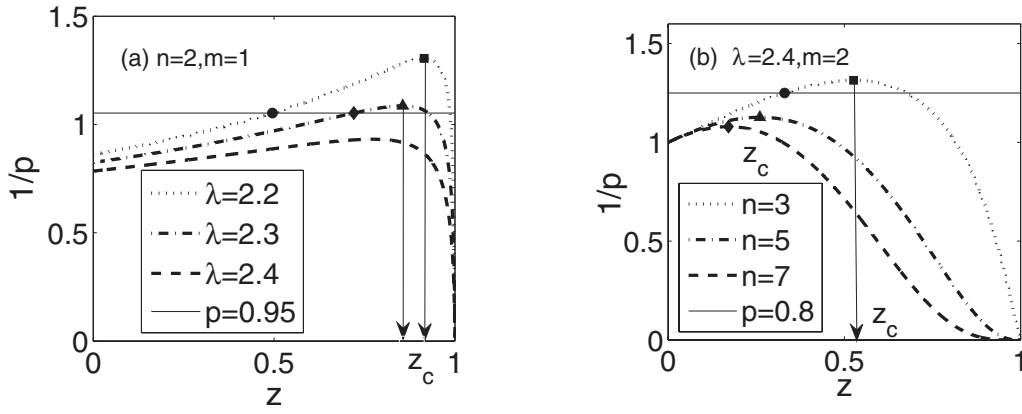 (a) n=2,m=1
1/p
1.5
1
0.5
0
λ=2.2
λ=2.3
λ=2.4
p=0.95
0
0.5
z_c
1
z
(b) λ=2.4,m=2
1/p
1.5
1
0.5
0
z_c
n=3
n=5
n=7
p=0.8
z_c
0
0.5
1
z